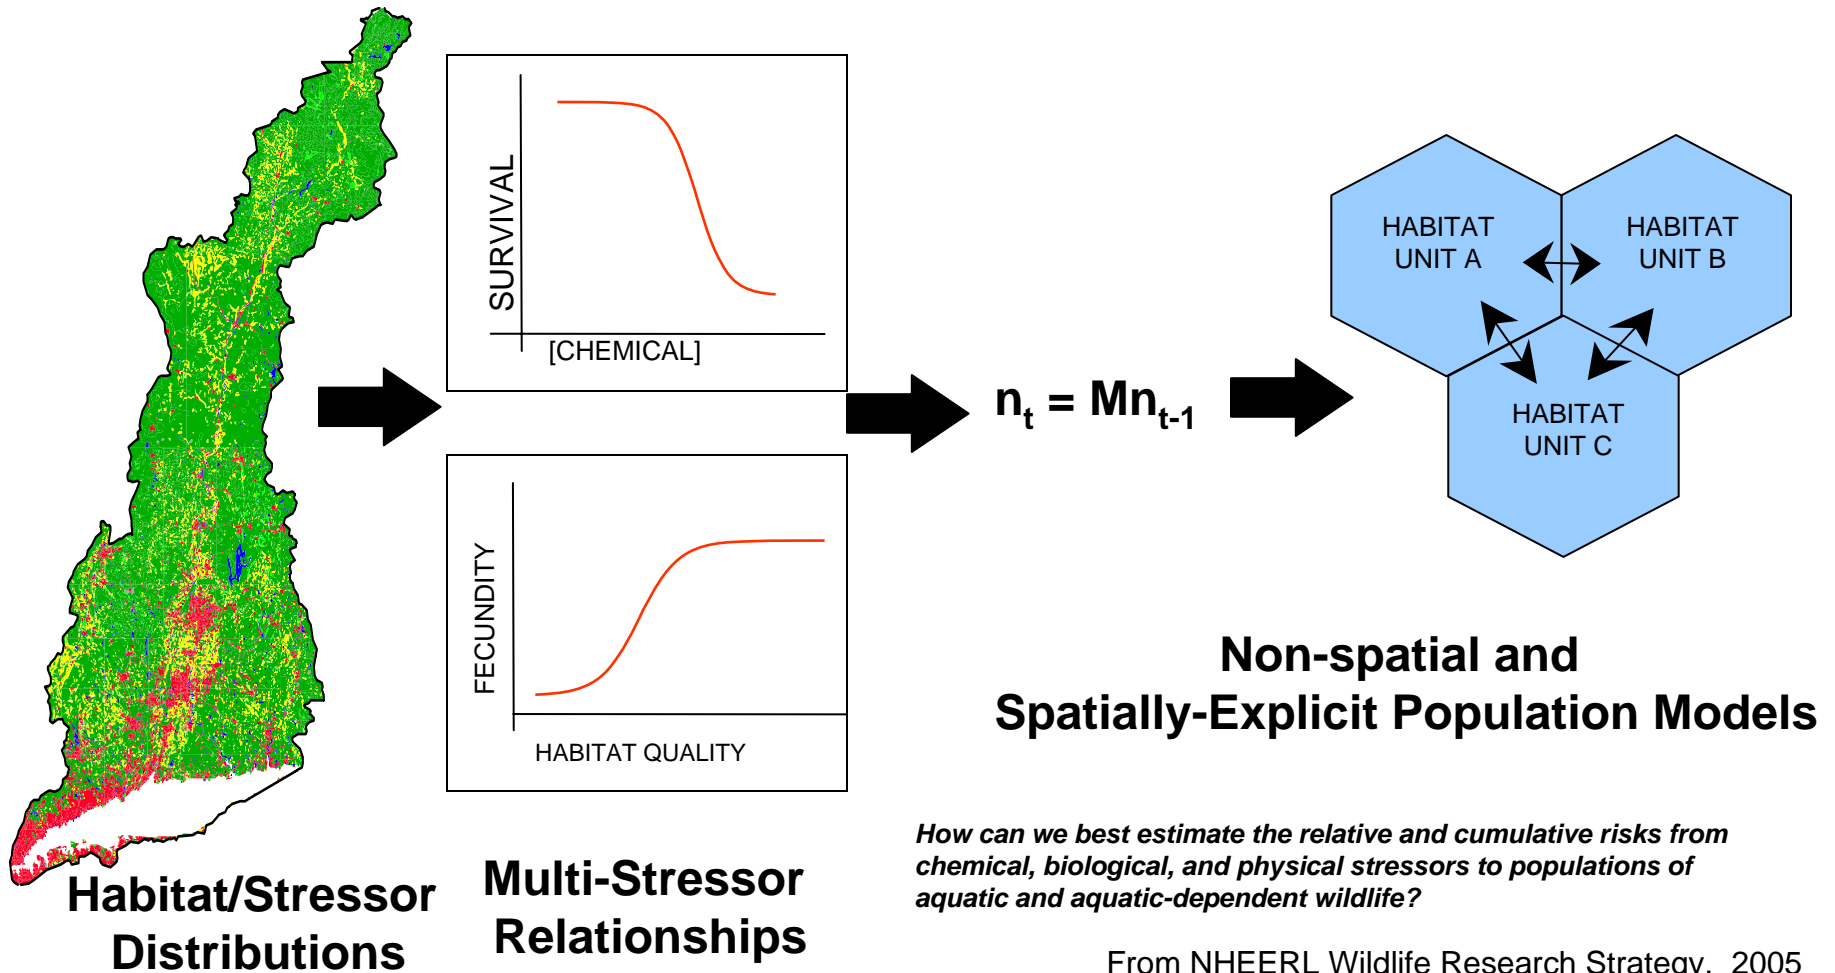 SURVIVAL
[CHEMICAL]
FECUNDITY
HABITAT QUALITY
n_t = Mn_t-1
HABITAT
UNIT A
HABITAT
UNIT B
HABITAT
UNIT C
Habitat/Stressor
Distributions
Multi-Stressor
Relationships
Non-spatial and
Spatially-Explicit Population Models
How can we best estimate the relative and cumulative risks from
chemical, biological, and physical stressors to populations of
aquatic and aquatic-dependent wildlife?
From NHEERL Wildlife Research Strategy, 2005